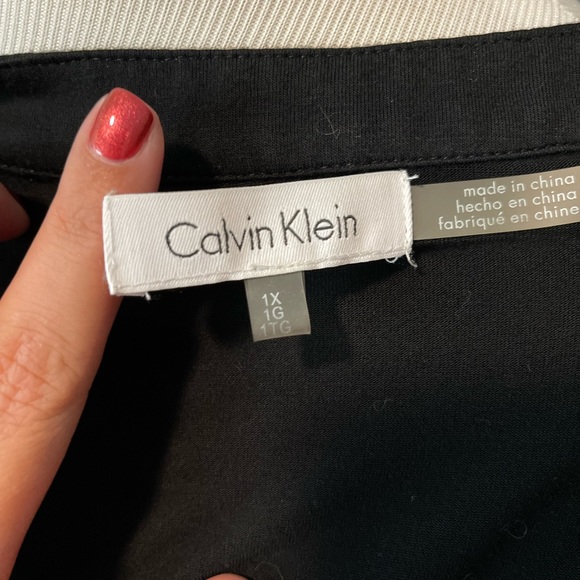 Calvin Klein
made in china
hecho en china
fabriqué en chine
1X
1G
1TG